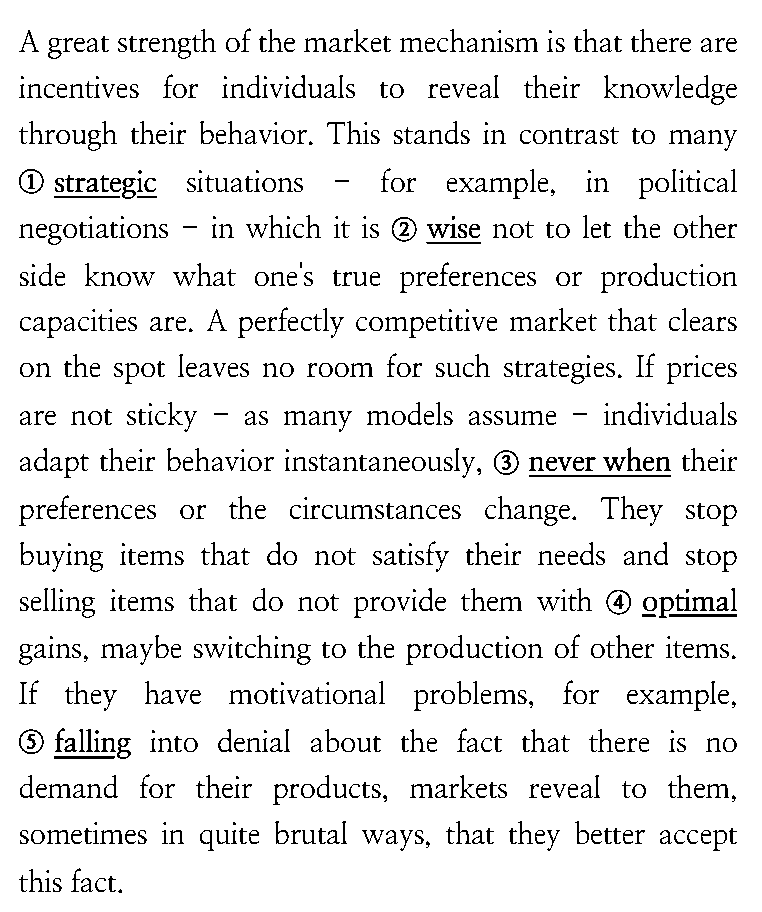 A great strength of the market mechanism is that there are
incentives for individuals to reveal their knowledge
through their behavior. This stands in contrast to many
① strategic situations – for example, in political
negotiations – in which it is ② wise not to let the other
side know what one's true preferences or production
capacities are. A perfectly competitive market that clears
on the spot leaves no room for such strategies. If prices
are not sticky – as many models assume – individuals
adapt their behavior instantaneously, ③ never when their
preferences or the circumstances change. They stop
buying items that do not satisfy their needs and stop
selling items that do not provide them with ④ optimal
gains, maybe switching to the production of other items.
If they have motivational problems, for example,
⑤ falling into denial about the fact that there is no
demand for their products, markets reveal to them,
sometimes in quite brutal ways, that they better accept
this fact.